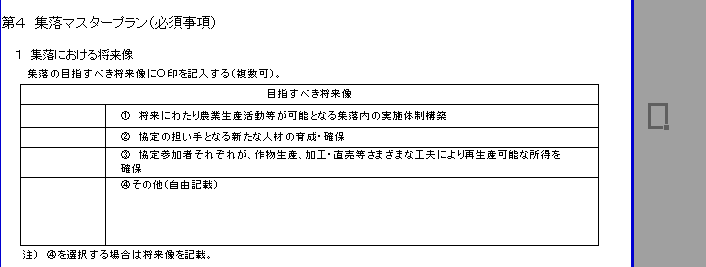 第４ 集落マスタープラン（必須事項）
１ 集落における将来像
集落の目指すべき将来像に〇印を記入する（複数可）。
目指すべき将来像
① 将来にわたり農業生産活動等が可能となる集落内の実施体制構築
② 協定の担い手となる新たな人材の育成・確保
③ 協定参加者それぞれが、作物生産、加工・直売等さまざまな工夫により再生産可能な所得を
確保
④その他（自由記載）
注） ④を選択する場合は将来像を記載。